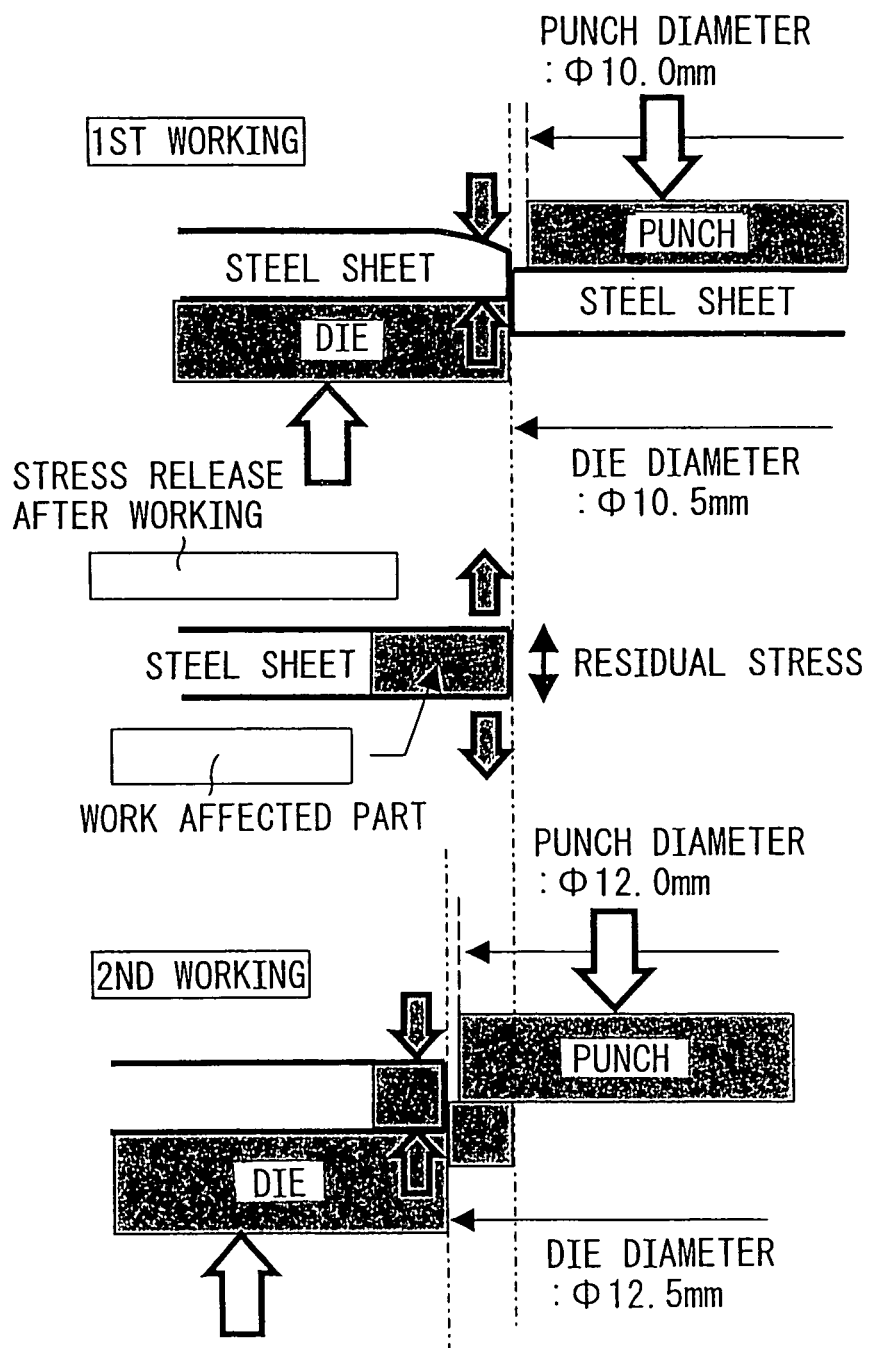 PUNCH DIAMETER
: Φ10.0mm
1ST WORKING
PUNCH
STEEL SHEET
STEEL SHEET
DIE
DIE DIAMETER
: Φ10.5mm
STRESS RELEASE
AFTER WORKING
STEEL SHEET
RESIDUAL STRESS
WORK AFFECTED PART
PUNCH DIAMETER
: Φ12.0mm
2ND WORKING
PUNCH
DIE
DIE DIAMETER
: Φ12.5mm